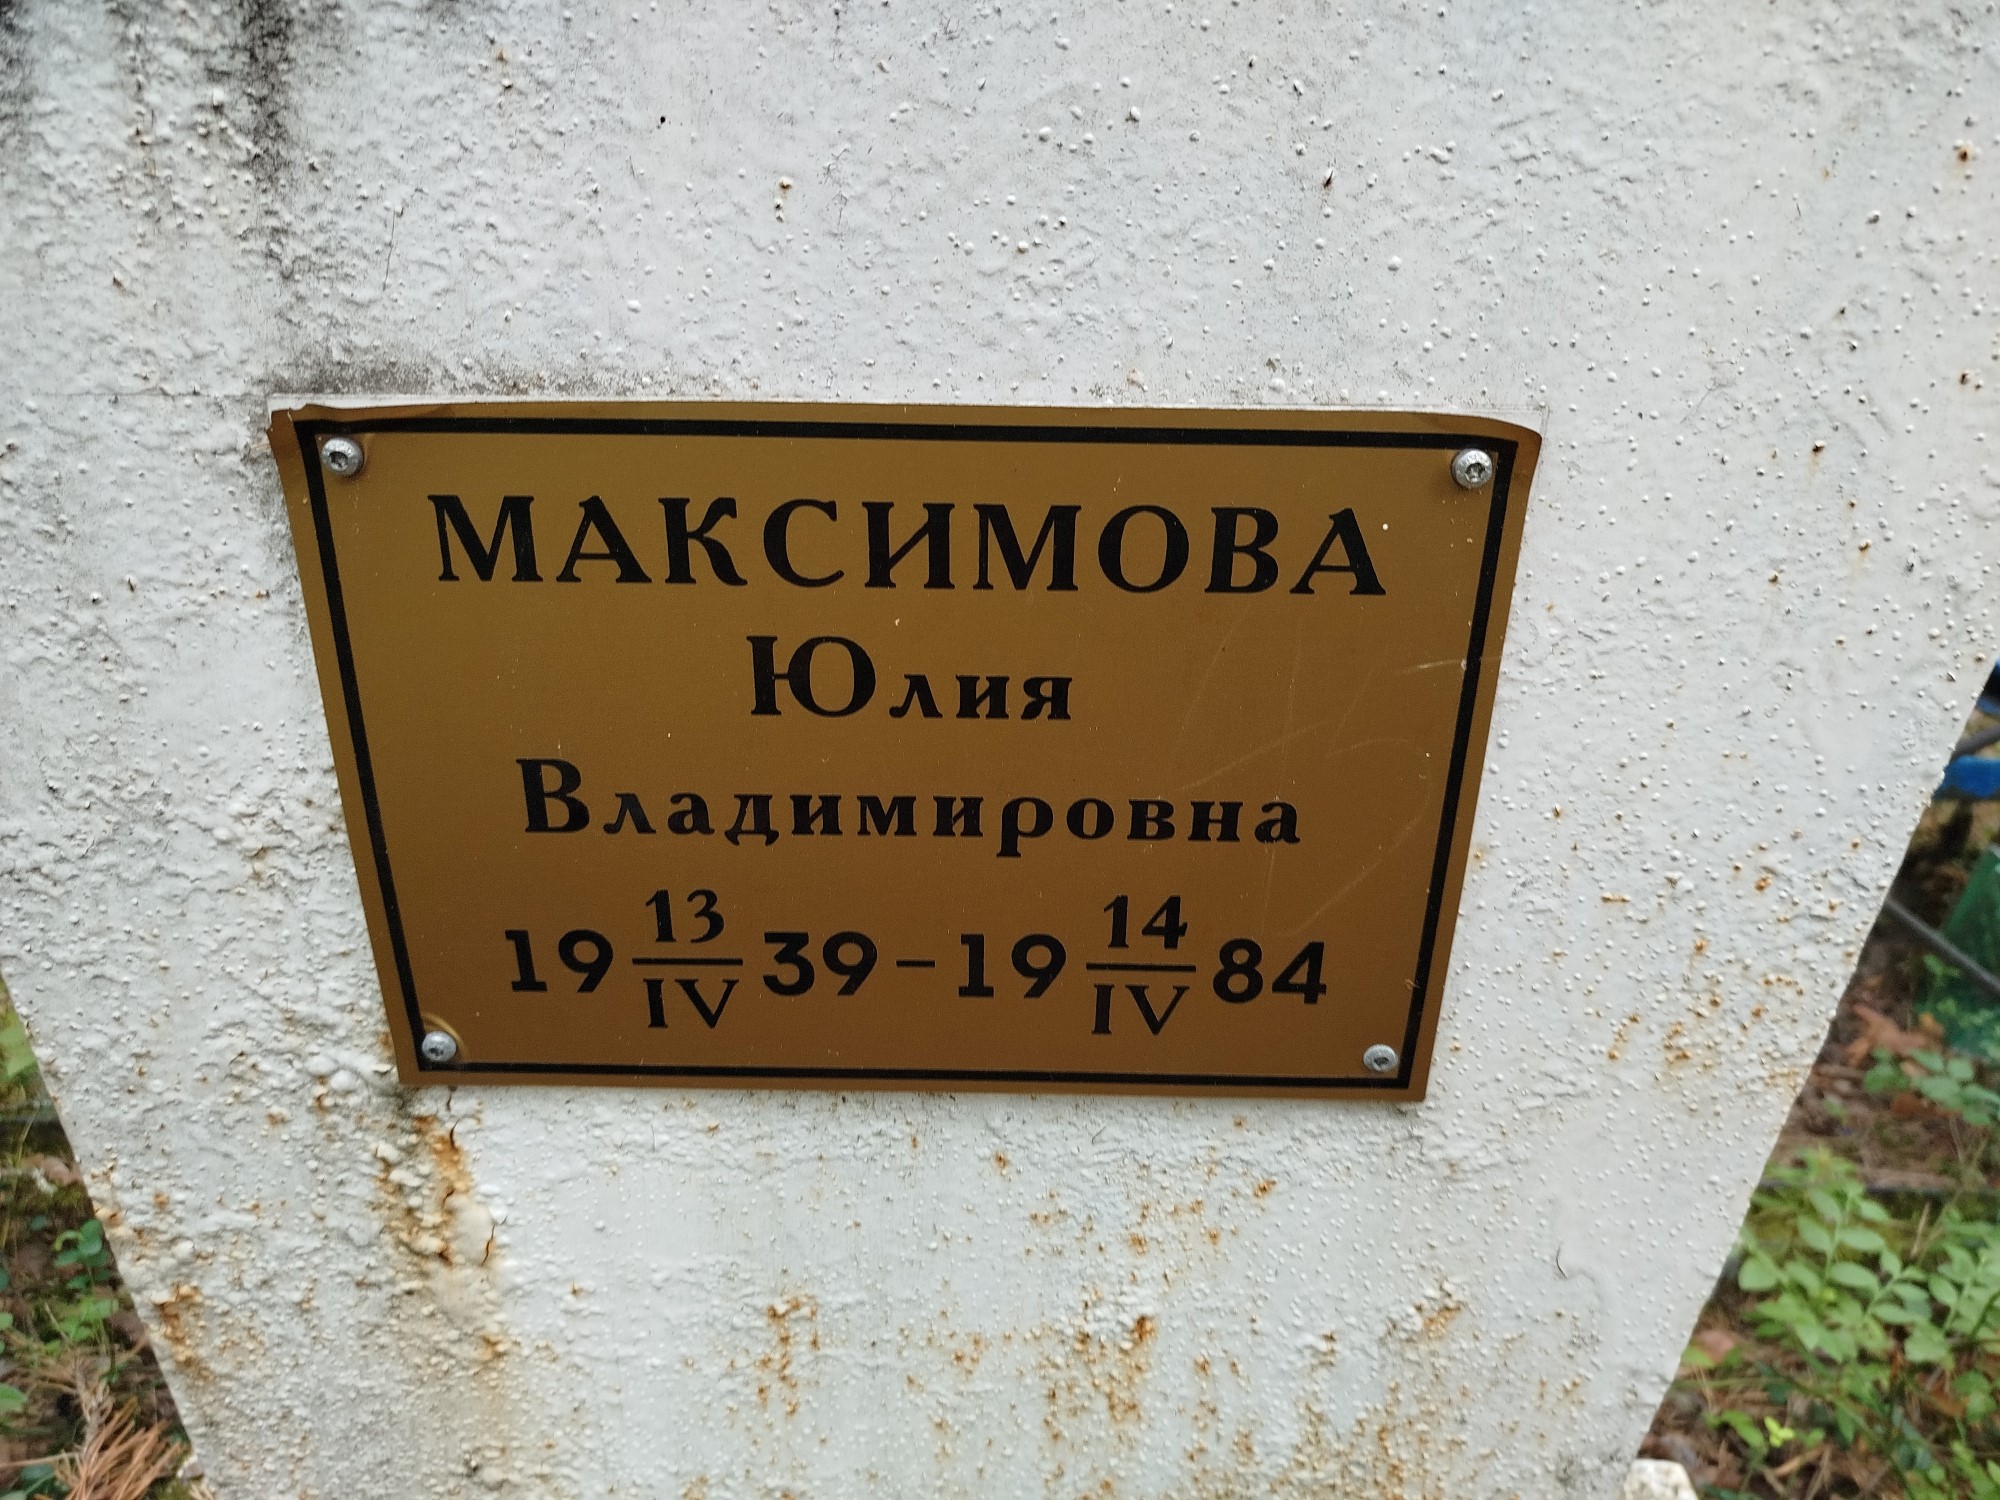 МАКСИМОВА
Юлия
Владимировна
19 13/IV 39 - 19 14/IV 84